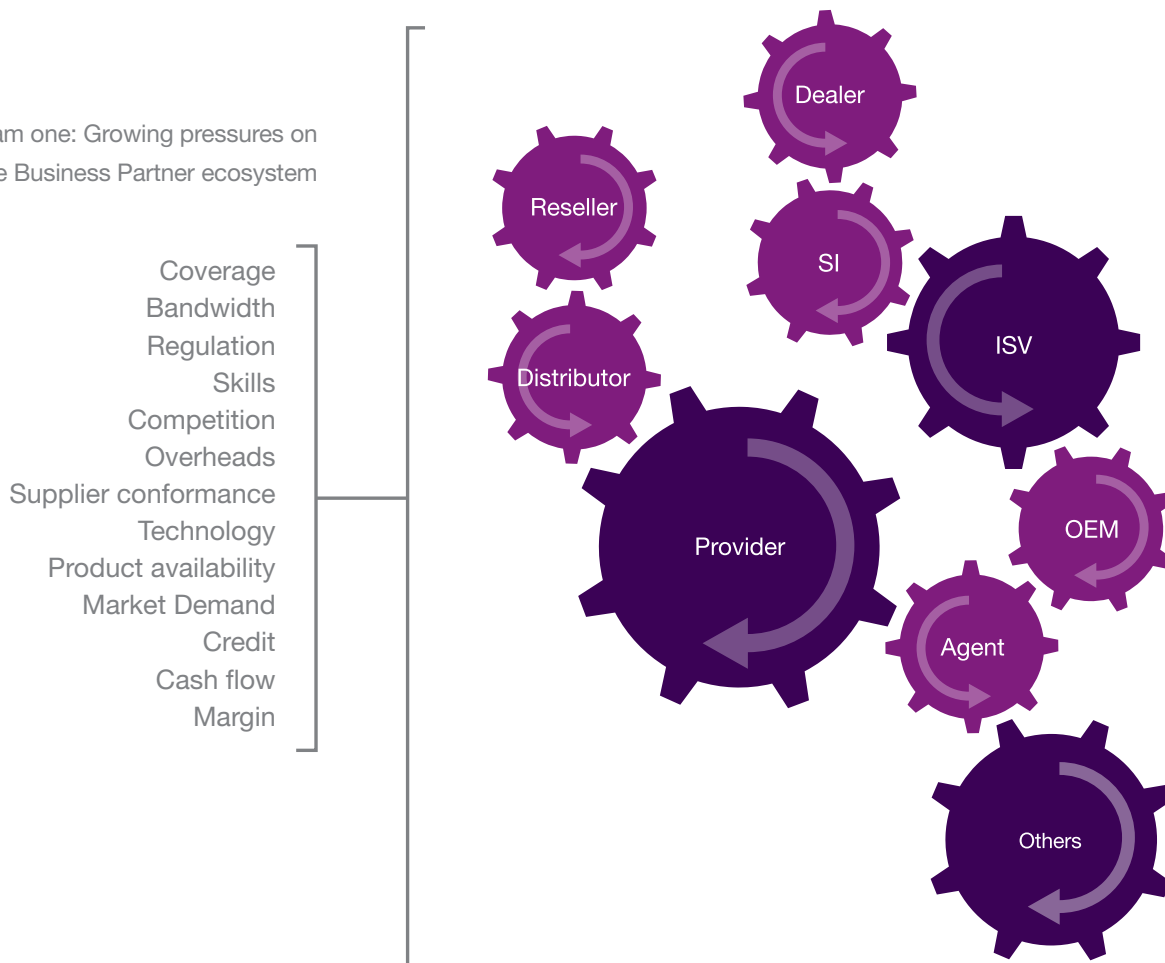 am one: Growing pressures on
e Business Partner ecosystem
Coverage
Bandwidth
Regulation
Skills
Competition
Overheads
Supplier conformance
Technology
Product availability
Market Demand
Credit
Cash flow
Margin
Dealer
Reseller
SI
ISV
Distributor
Provider
OEM
Agent
Others